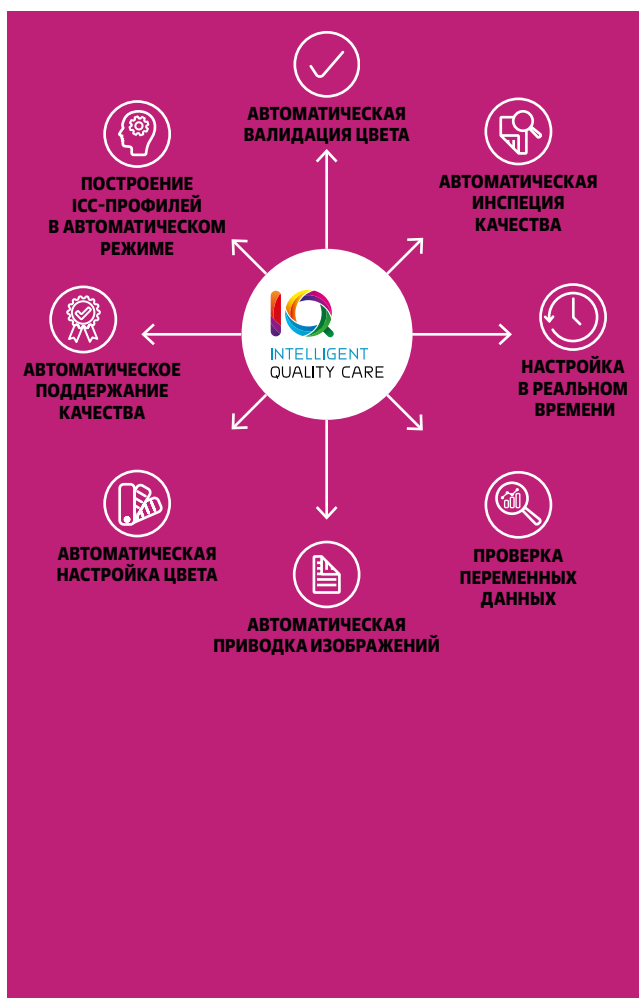 АВТОМАТИЧЕСКАЯ
ВАЛИДАЦИЯ ЦВЕТА
ПОСТРОЕНИЕ
ICC-ПРОФИЛЕЙ
В АВТОМАТИЧЕСКОМ
РЕЖИМЕ
АВТОМАТИЧЕСКАЯ
ИНСПЕЦИЯ
КАЧЕСТВА
IQ
INTELLIGENT
QUALITY CARE
АВТОМАТИЧЕСКОЕ
ПОДДЕРЖАНИЕ
КАЧЕСТВА
НАСТРОЙКА
В РЕАЛЬНОМ
ВРЕМЕНИ
АВТОМАТИЧЕСКАЯ
НАСТРОЙКА ЦВЕТА
ПРОВЕРКА
ПЕРЕМЕННЫХ
ДАННЫХ
АВТОМАТИЧЕСКАЯ
ПРИВОДКА ИЗОБРАЖЕНИЙ